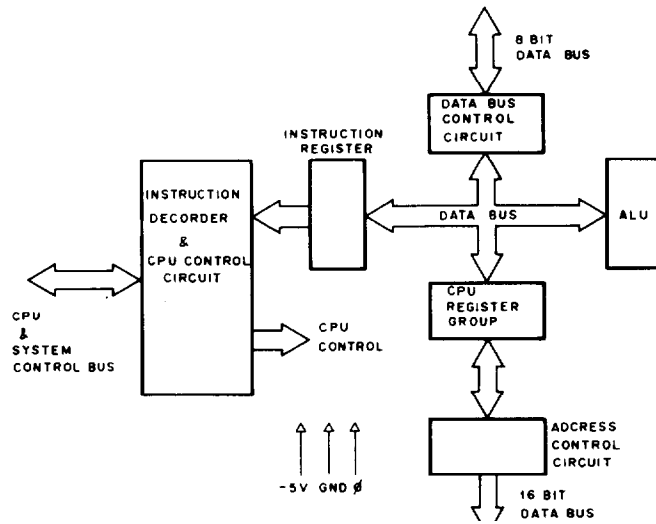 8 BIT
DATA BUS
DATA BUS
CONTROL
CIRCUIT
INSTRUCTION
REGISTER
INSTRUCTION
DECORDER
&
CPU CONTROL
CIRCUIT
DATA BUS
ALU
CPU
REGISTER
GROUP
CPU
&
SYSTEM
CONTROL BUS
CPU
CONTROL
ADCRESS
CONTROL
CIRCUIT
-5V GND Ø
16 BIT
DATA BUS